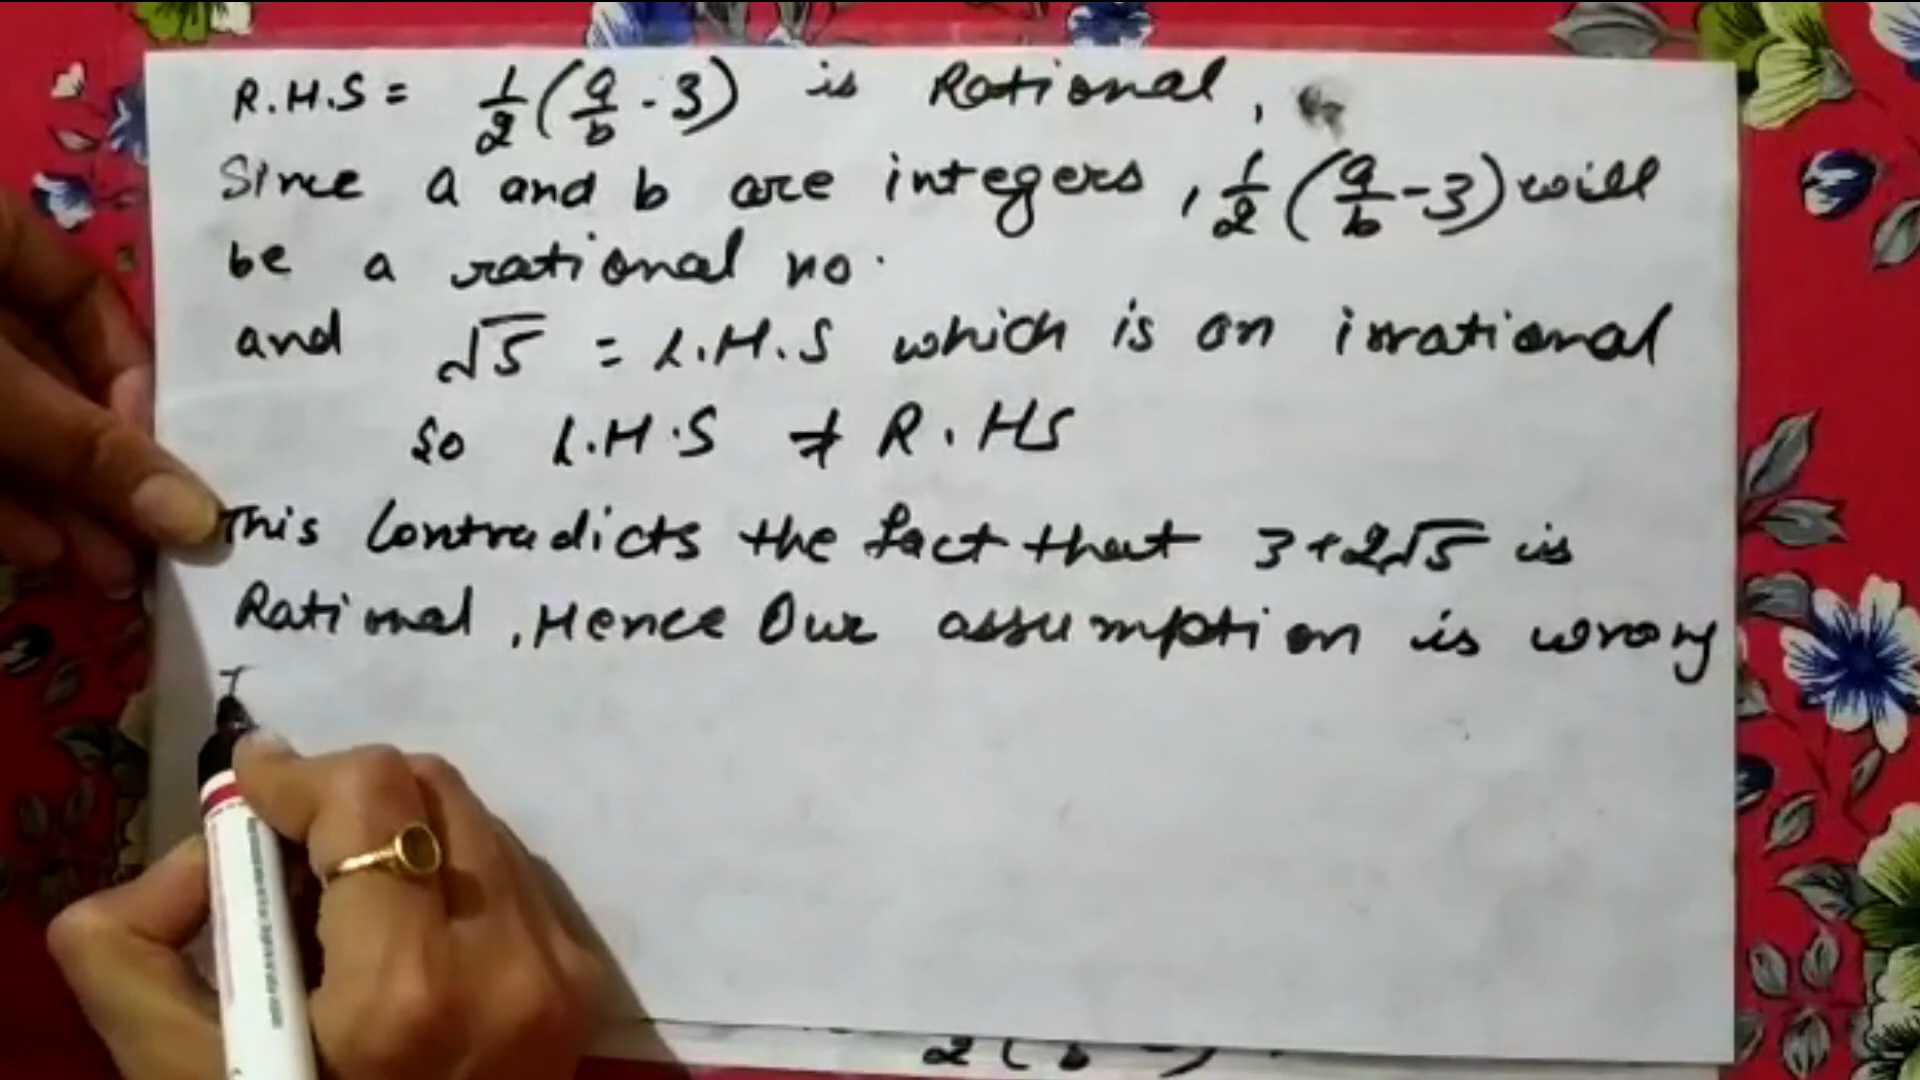 R.H.S = 1/2 (a/b - 3) is Rational,
Since a and b are integers, 1/2 (a/b - 3) will
be a rational no.
and √5 = L.H.S which is an irrational
So L.H.S ≠ R.HS
This Contradicts the fact that 3+2√5 is
Rational, Hence Our assumption is wrong
T
2 ( b